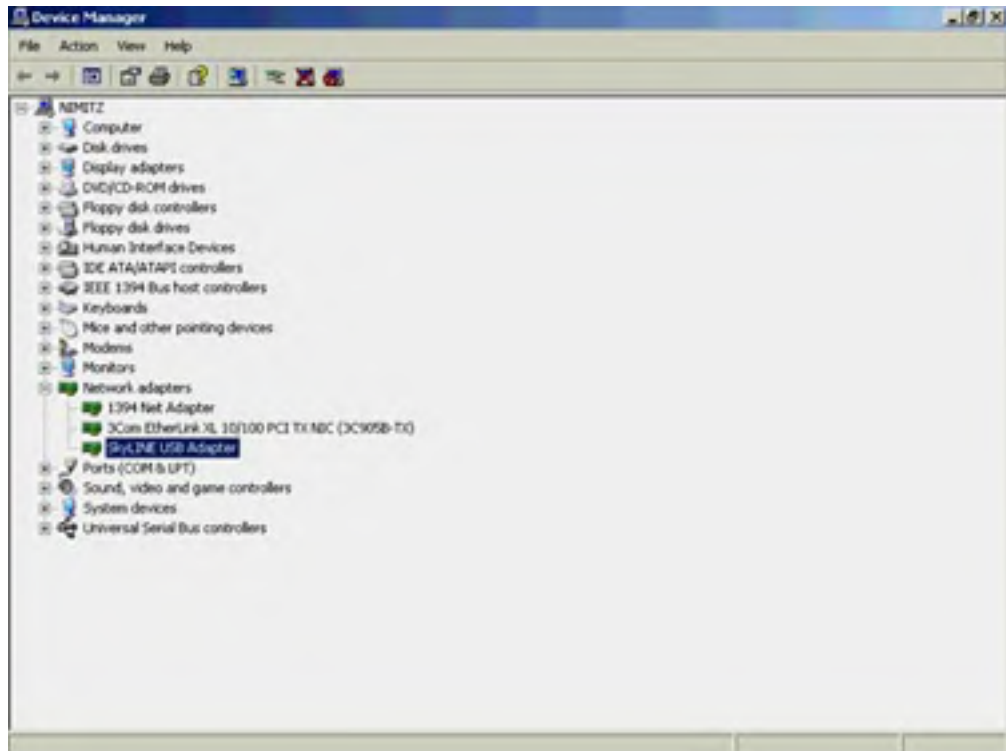 Device Manager
File Action View Help
NIMITZ
Computer
Disk drives
Display adapters
DVD/CD-ROM drives
Floppy disk controllers
Floppy disk drives
Human Interface Devices
IDE ATA/ATAPI controllers
IEEE 1394 Bus host controllers
Keyboards
Mice and other pointing devices
Modems
Monitors
Network adapters
1394 Net Adapter
3Com EtherLink XL 10/100 PCI TX NIC (3C905B-TX)
SkyLINE USB Adapter
Ports (COM & LPT)
Sound, video and game controllers
System devices
Universal Serial Bus controllers